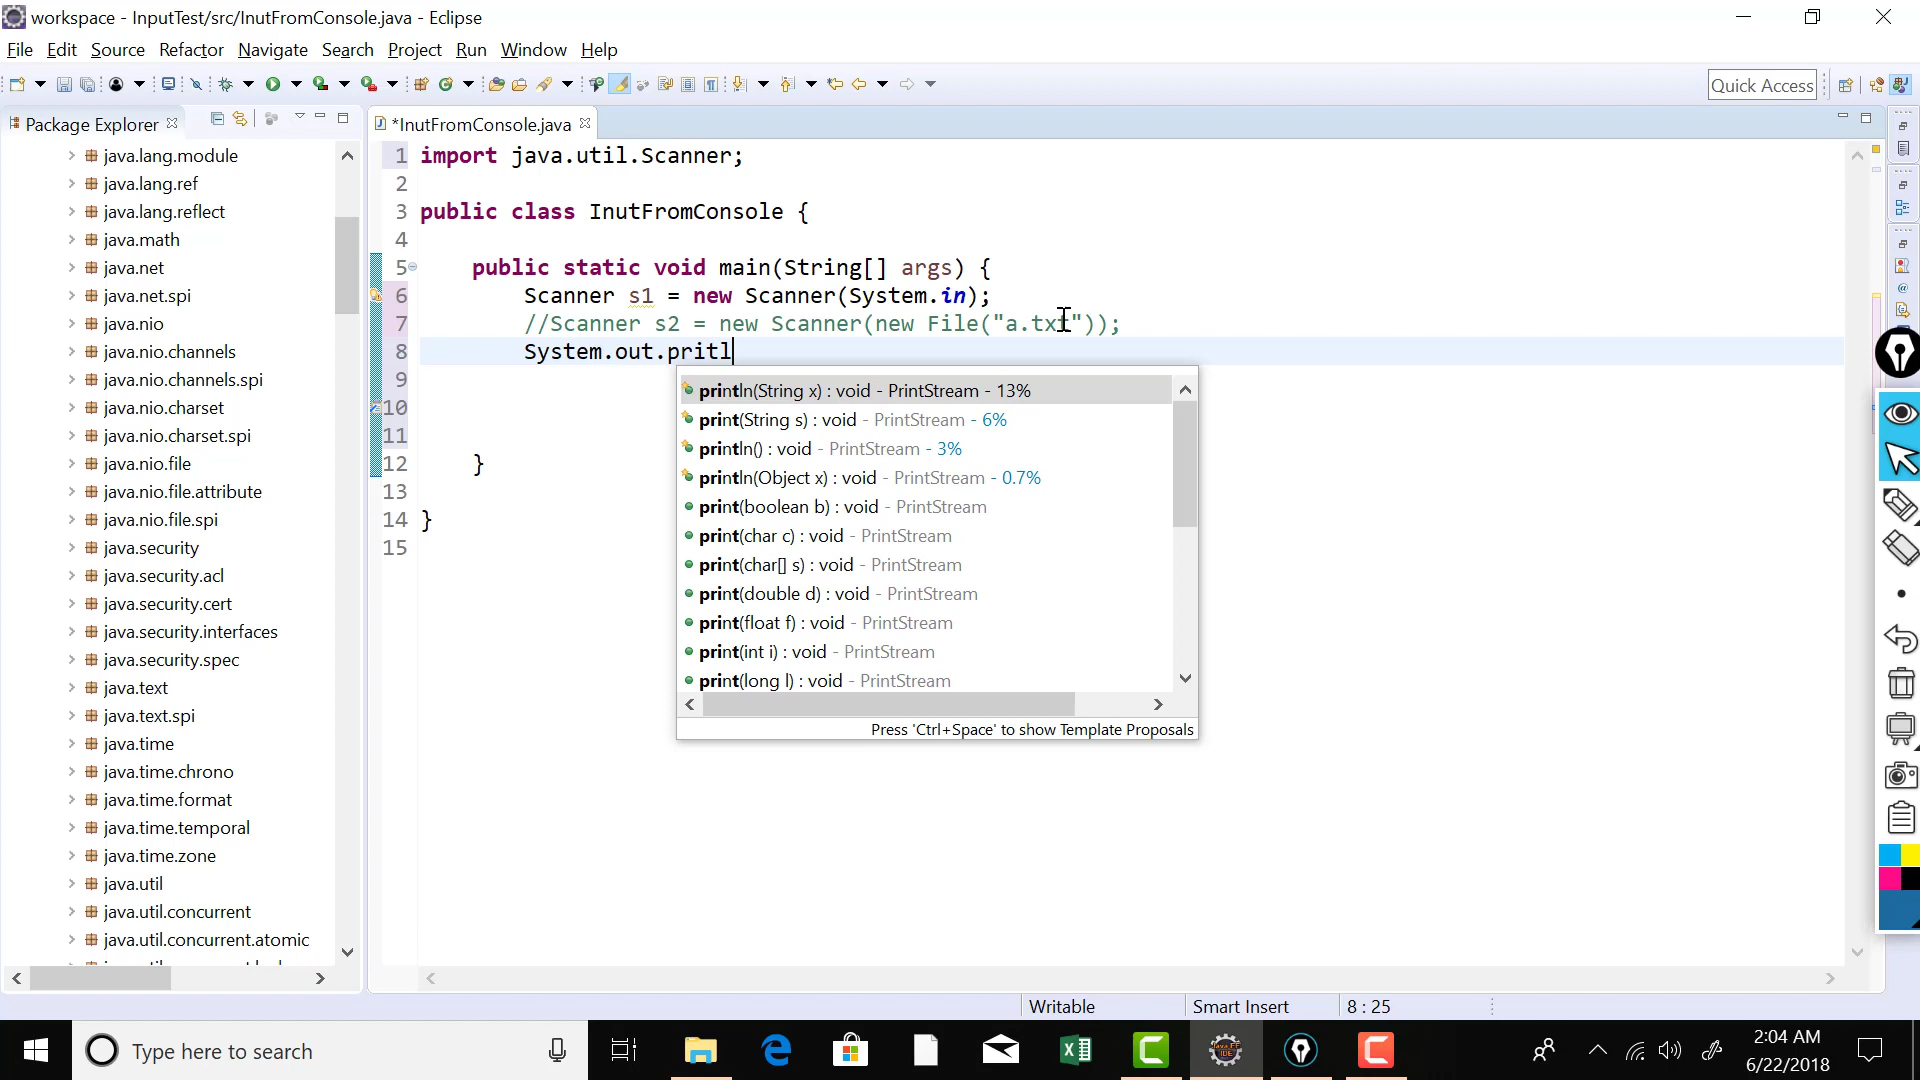 workspace - InputTest/src/InutFromConsole.java - Eclipse
File Edit Source Refactor Navigate Search Project Run Window Help
Quick Access
Package Explorer
*InutFromConsole.java
java.lang.module
java.lang.ref
java.lang.reflect
java.math
java.net
java.net.spi
java.nio
java.nio.channels
java.nio.channels.spi
java.nio.charset
java.nio.charset.spi
java.nio.file
java.nio.file.attribute
java.nio.file.spi
java.security
java.security.acl
java.security.cert
java.security.interfaces
java.security.spec
java.text
java.text.spi
java.time
java.time.chrono
java.time.format
java.time.temporal
java.time.zone
java.util
java.util.concurrent
java.util.concurrent.atomic
1 import java.util.Scanner;
2
3 public class InutFromConsole {
4
5 public static void main(String[] args) {
6 Scanner s1 = new Scanner(System.in);
7 //Scanner s2 = new Scanner(new File("a.txt"));
8 System.out.pritl
9
10
11
12 }
13
14 }
15
println(String x) : void - PrintStream - 13%
print(String s) : void - PrintStream - 6%
println() : void - PrintStream - 3%
println(Object x) : void - PrintStream - 0.7%
print(boolean b) : void - PrintStream
print(char c) : void - PrintStream
print(char[] s) : void - PrintStream
print(double d) : void - PrintStream
print(float f) : void - PrintStream
print(int i) : void - PrintStream
print(long l) : void - PrintStream
Press 'Ctrl+Space' to show Template Proposals
Writable Smart Insert 8 : 25
Type here to search
2:04 AM
6/22/2018